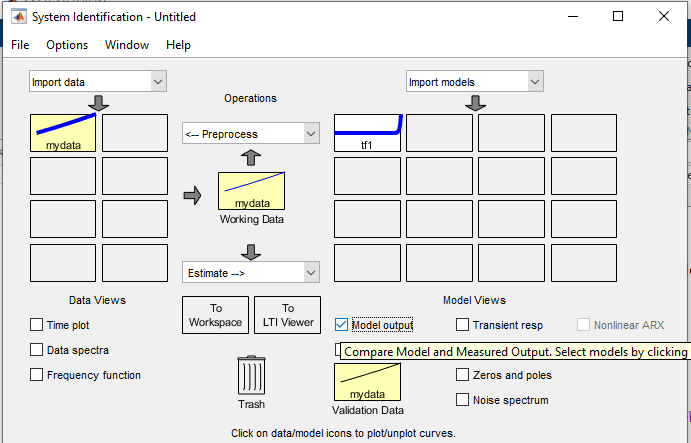 System Identification - Untitled
File Options Window Help
Import data
Operations
Import models
mydata
<-- Preprocess
tf1
mydata
Working Data
Estimate -->
Data Views
To Workspace
To LTI Viewer
Model Views
Time plot
Data spectra
Frequency function
Trash
Model output
Transient resp
Nonlinear ARX
Compare Model and Measured Output. Select models by clicking
mydata
Validation Data
Zeros and poles
Noise spectrum
Click on data/model icons to plot/unplot curves.